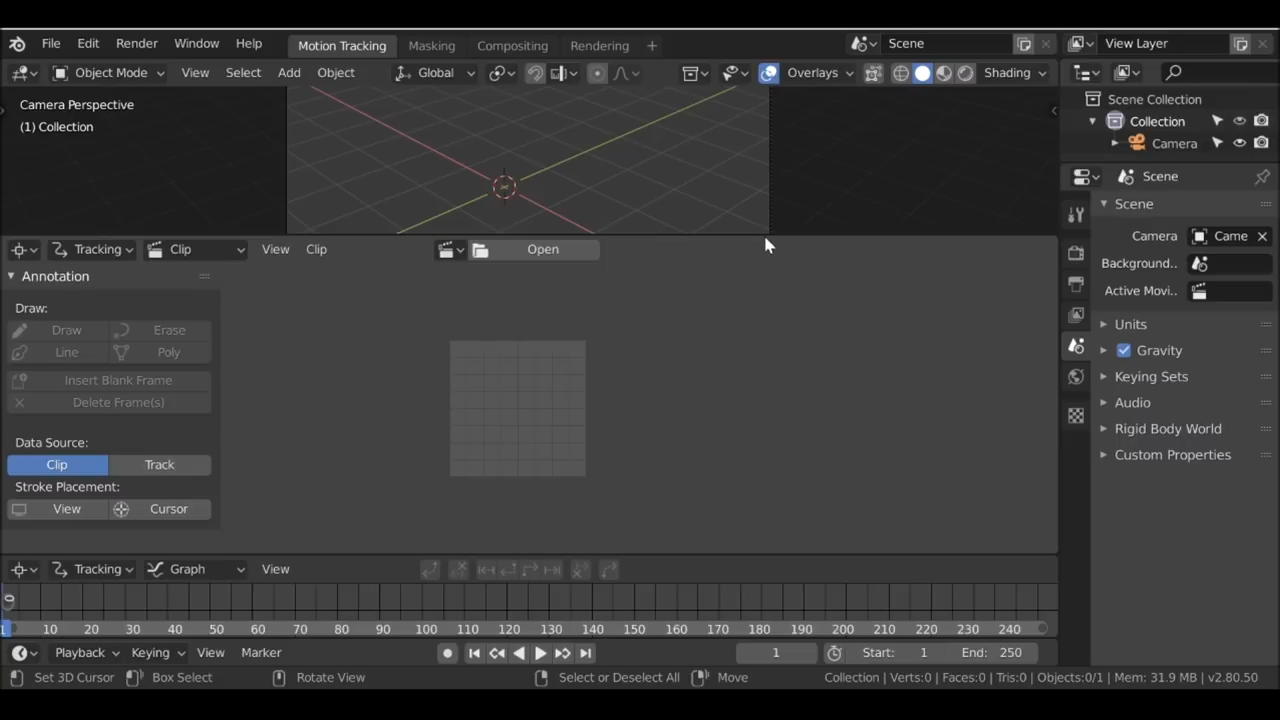 File Edit Render Window Help Motion Tracking Masking Compositing Rendering + Scene View Layer
Object Mode View Select Add Object Global Overlays Shading
Camera Perspective
(1) Collection
Scene Collection
Collection
Camera
Scene
Scene
Camera Came
Background..
Active Movi..
Units
Gravity
Keying Sets
Audio
Rigid Body World
Custom Properties
Tracking Clip View Clip Open
Annotation
Draw:
Draw Erase
Line Poly
Insert Blank Frame
Delete Frame(s)
Data Source:
Clip Track
Stroke Placement:
View Cursor
Tracking Graph View
0
1 10 20 30 40 50 60 70 80 90 100 110 120 130 140 150 160 170 180 190 200 210 220 230 240
Playback Keying View Marker 1 Start: 1 End: 250
Set 3D Cursor Box Select Rotate View Select or Deselect All Move Collection | Verts:0 | Faces:0 | Tris:0 | Objects:0/1 | Mem: 31.9 MB | v2.80.50